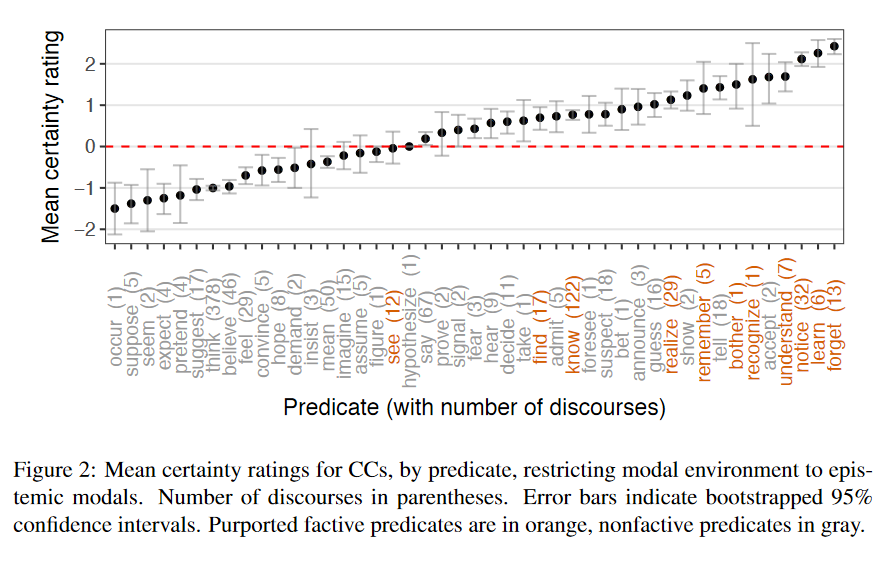 Mean certainty rating
2
1
0
−1
−2
occur (1)
suppose (5)
seem (2)
expect (4)
pretend (4)
suggest (17)
think (378)
believe (46)
feel (29)
convince (5)
hope (8)
demand (2)
insist (3)
mean (50)
imagine (15)
assume (5)
figure (1)
see (12)
hypothesize (1)
say (67)
prove (2)
signal (2)
fear (3)
hear (9)
decide (11)
take (1)
find (17)
admit (5)
know (122)
foresee (1)
suspect (18)
bet (1)
announce (3)
guess (16)
realize (29)
show (2)
remember (5)
tell (18)
bother (1)
recognize (1)
accept (2)
understand (7)
notice (32)
learn (6)
forget (13)
Predicate (with number of discourses)
Figure 2: Mean certainty ratings for CCs, by predicate, restricting modal environment to epis-
temic modals. Number of discourses in parentheses. Error bars indicate bootstrapped 95%
confidence intervals. Purported factive predicates are in orange, nonfactive predicates in gray.